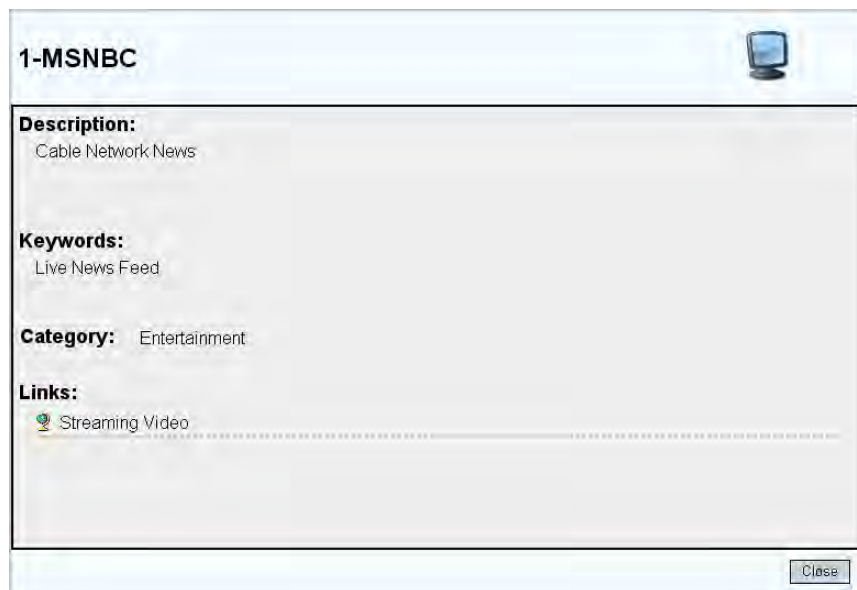 1-MSNBC
Description:
Cable Network News
Keywords:
Live News Feed
Category: Entertainment
Links:
Streaming Video
Close